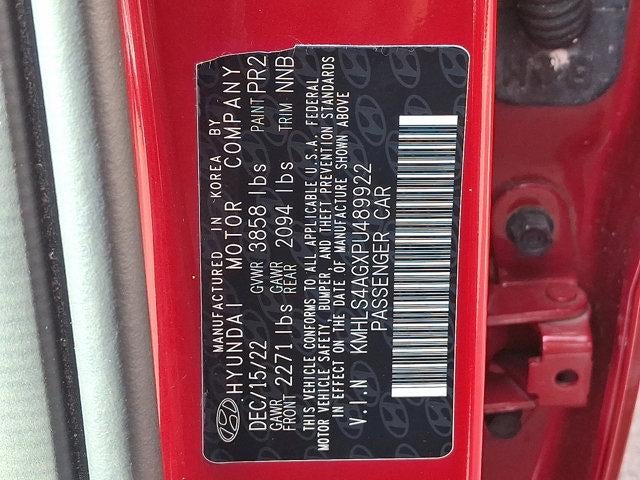 MANUFACTURED IN KOREA BY
HYUNDAI MOTOR COMPANY
DEC/15/22 GVWR 3858 lbs PAINT PR2
GAWR FRONT 2271 lbs GAWR REAR 2094 lbs TRIM NNB
THIS VEHICLE CONFORMS TO ALL APPLICABLE U.S.A. FEDERAL
MOTOR VEHICLE SAFETY, BUMPER, AND THEFT PREVENTION STANDARDS
IN EFFECT ON THE DATE OF MANUFACTURE SHOWN ABOVE
V.I.N KMHLS4AGXPU489922
PASSENGER CAR